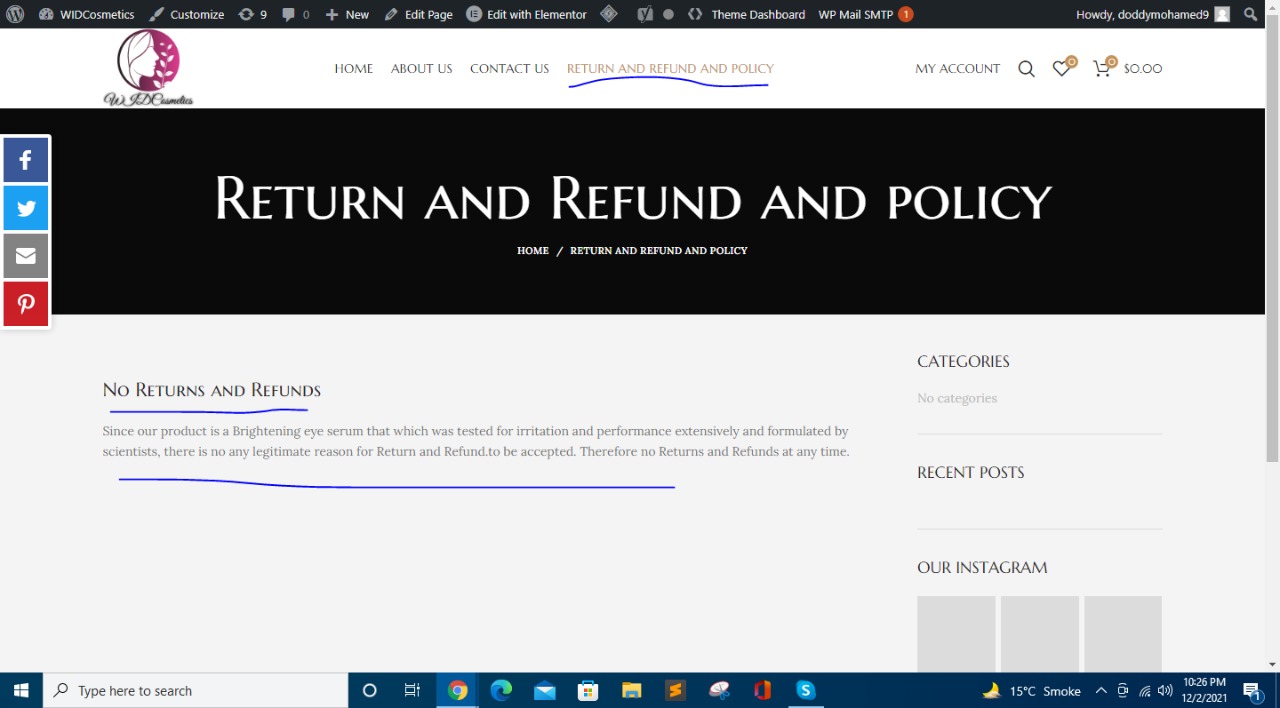 WIDCosmetics Customize 9 0 New Edit Page Edit with Elementor Theme Dashboard WP Mail SMTP 1 Howdy, doddymohamed9
WIDCosmetics
HOME ABOUT US CONTACT US RETURN AND REFUND AND POLICY MY ACCOUNT 0 0 $0.00
Return and Refund and policy
HOME / RETURN AND REFUND AND POLICY
No Returns and Refunds
Since our product is a Brightening eye serum that which was tested for irritation and performance extensively and formulated by
scientists, there is no any legitimate reason for Return and Refund.to be accepted. Therefore no Returns and Refunds at any time.
CATEGORIES
No categories
RECENT POSTS
OUR INSTAGRAM
Type here to search
15°C Smoke
10:26 PM
12/2/2021
1